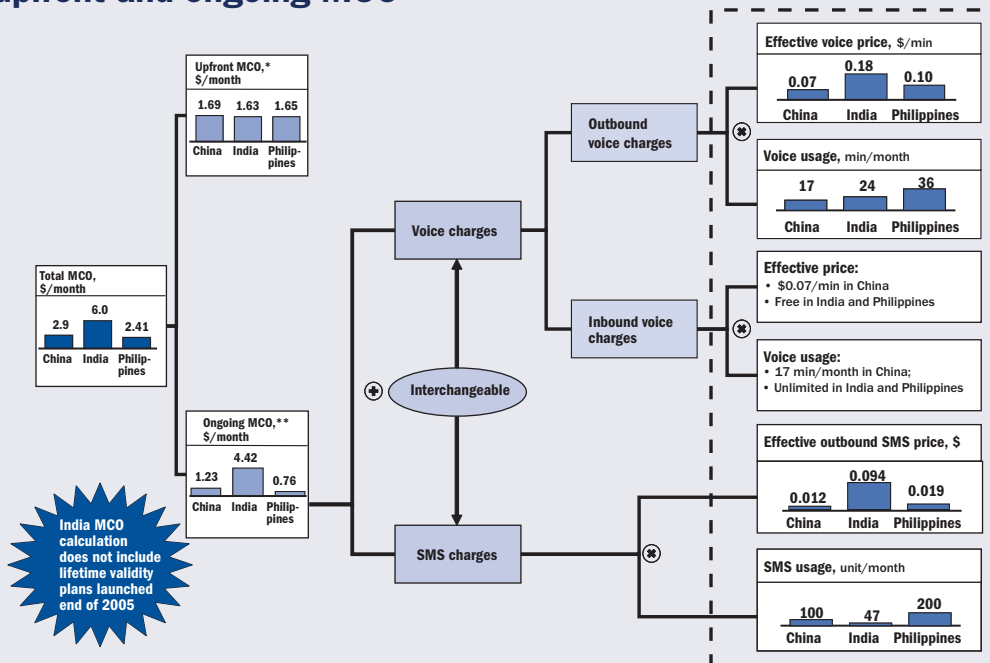 upfront and ongoing MCO
Upfront MCO,*
$/month
1.69 1.63 1.65
China India Philip-
pines
Total MCO,
$/month
2.9 6.0 2.41
China India Philip-
pines
Ongoing MCO,**
$/month
1.23 4.42 0.76
China India Philip-
pines
India MCO
calculation
does not include
lifetime validity
plans launched
end of 2005
Voice charges
Interchangeable
SMS charges
Outbound
voice charges
Inbound voice
charges
Effective voice price, $/min
0.07 0.18 0.10
China India Philippines
Voice usage, min/month
17 24 36
China India Philippines
Effective price:
• $0.07/min in China
• Free in India and Philippines
Voice usage:
• 17 min/month in China;
• Unlimited in India and Philippines
Effective outbound SMS price, $
0.012 0.094 0.019
China India Philippines
SMS usage, unit/month
100 47 200
China India Philippines